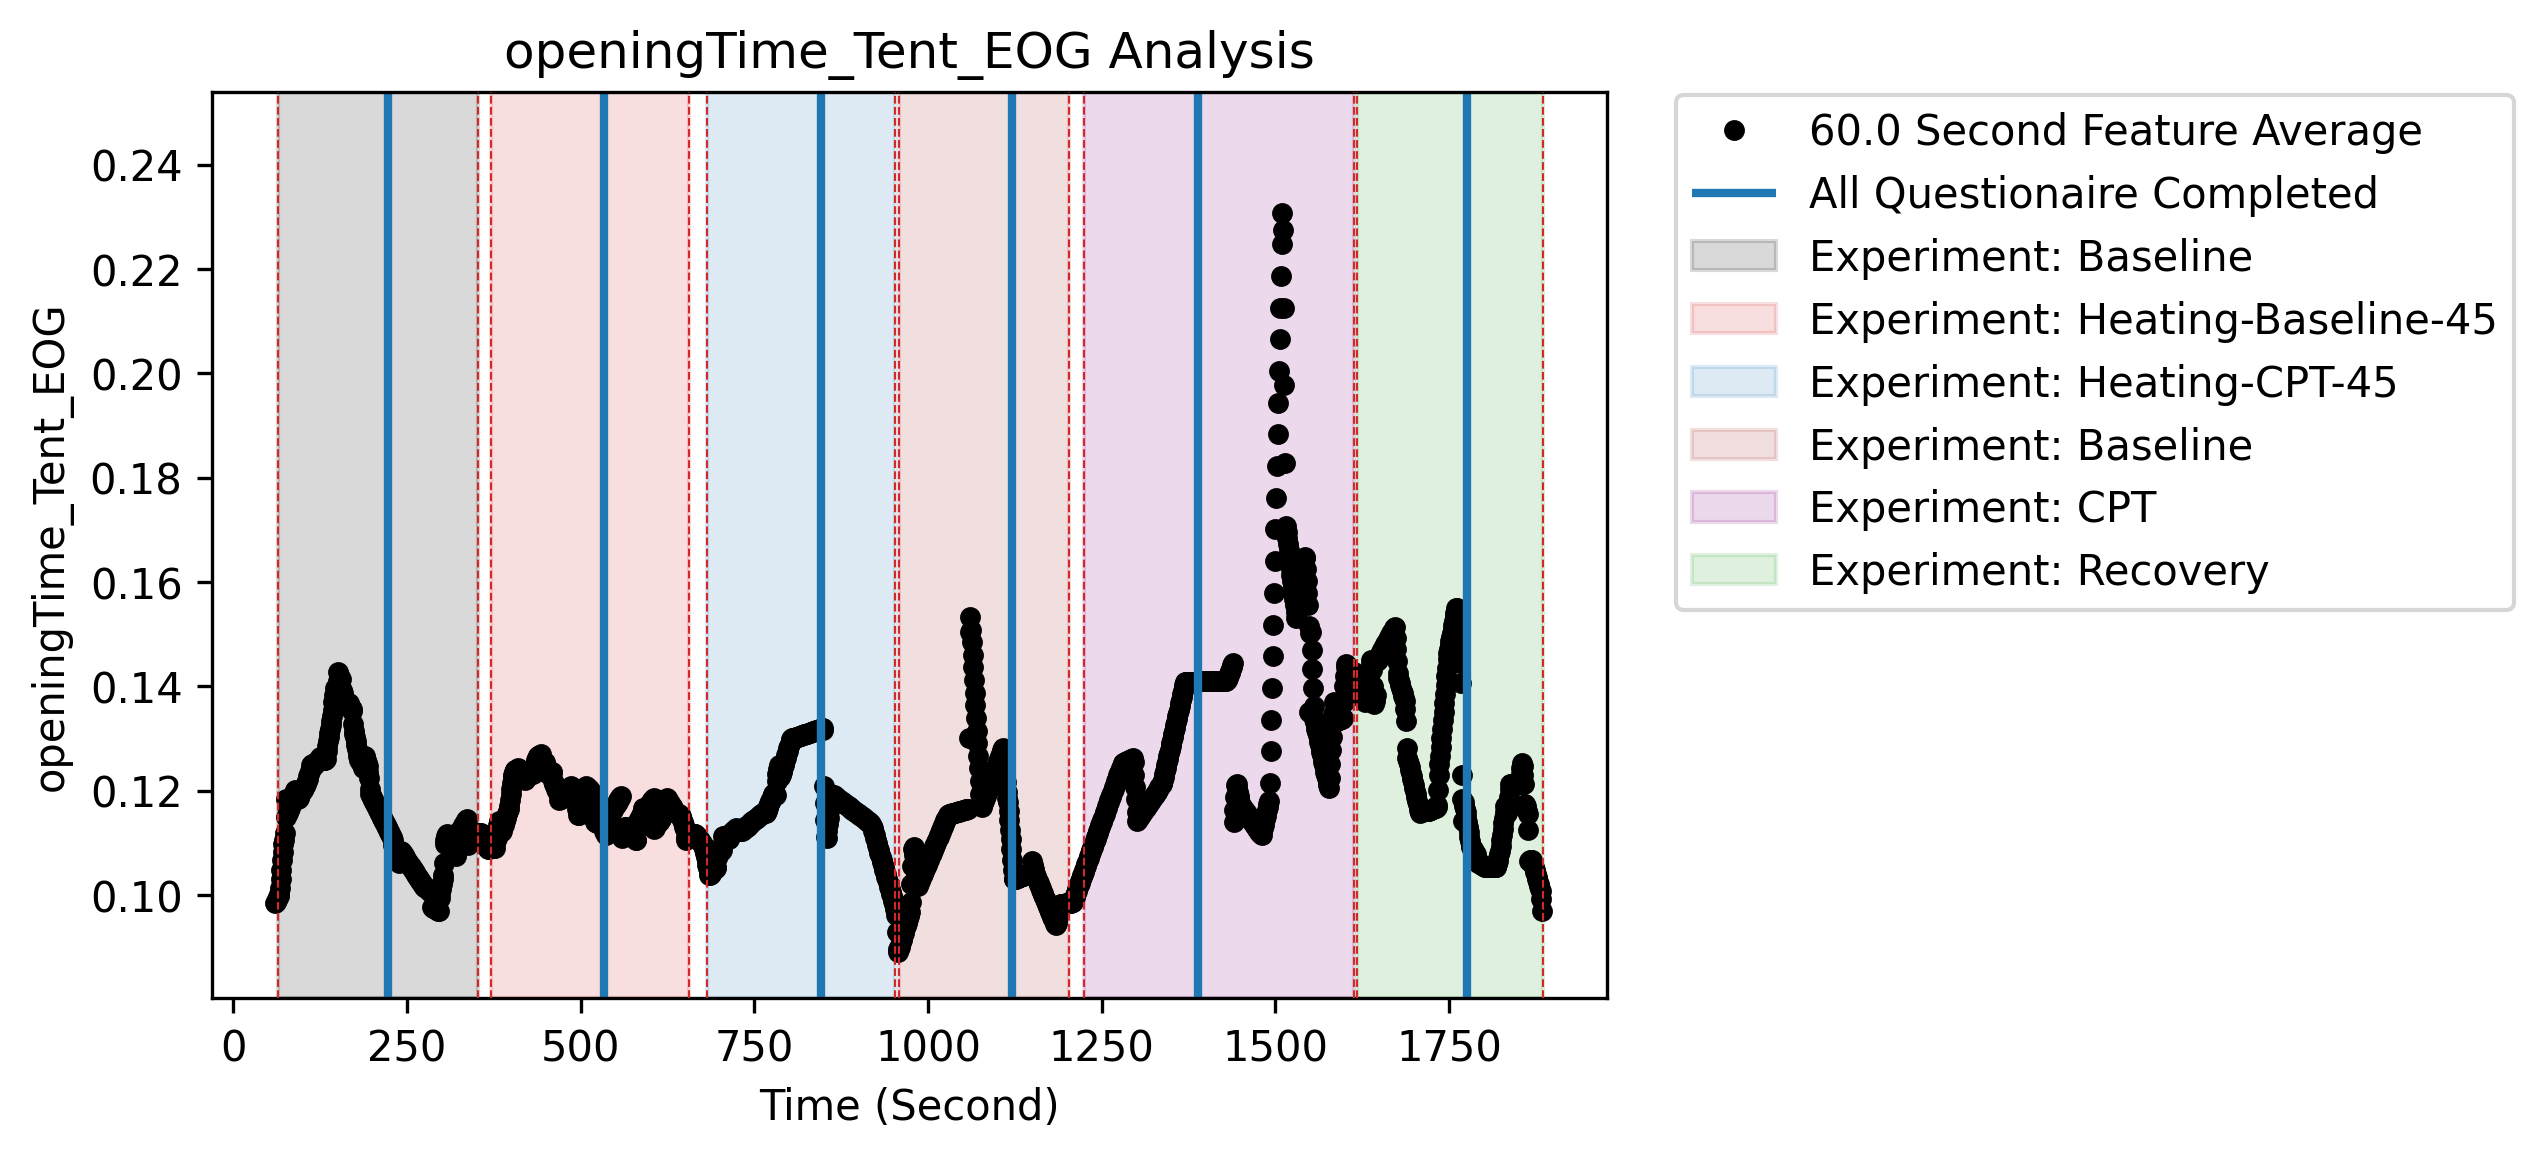 openingTime_Tent_EOG Analysis
openingTime_Tent_EOG
0.24
0.22
0.20
0.18
0.16
0.14
0.12
0.10
0 250 500 750 1000 1250 1500 1750
Time (Second)
60.0 Second Feature Average
All Questionaire Completed
Experiment: Baseline
Experiment: Heating-Baseline-45
Experiment: Heating-CPT-45
Experiment: Baseline
Experiment: CPT
Experiment: Recovery